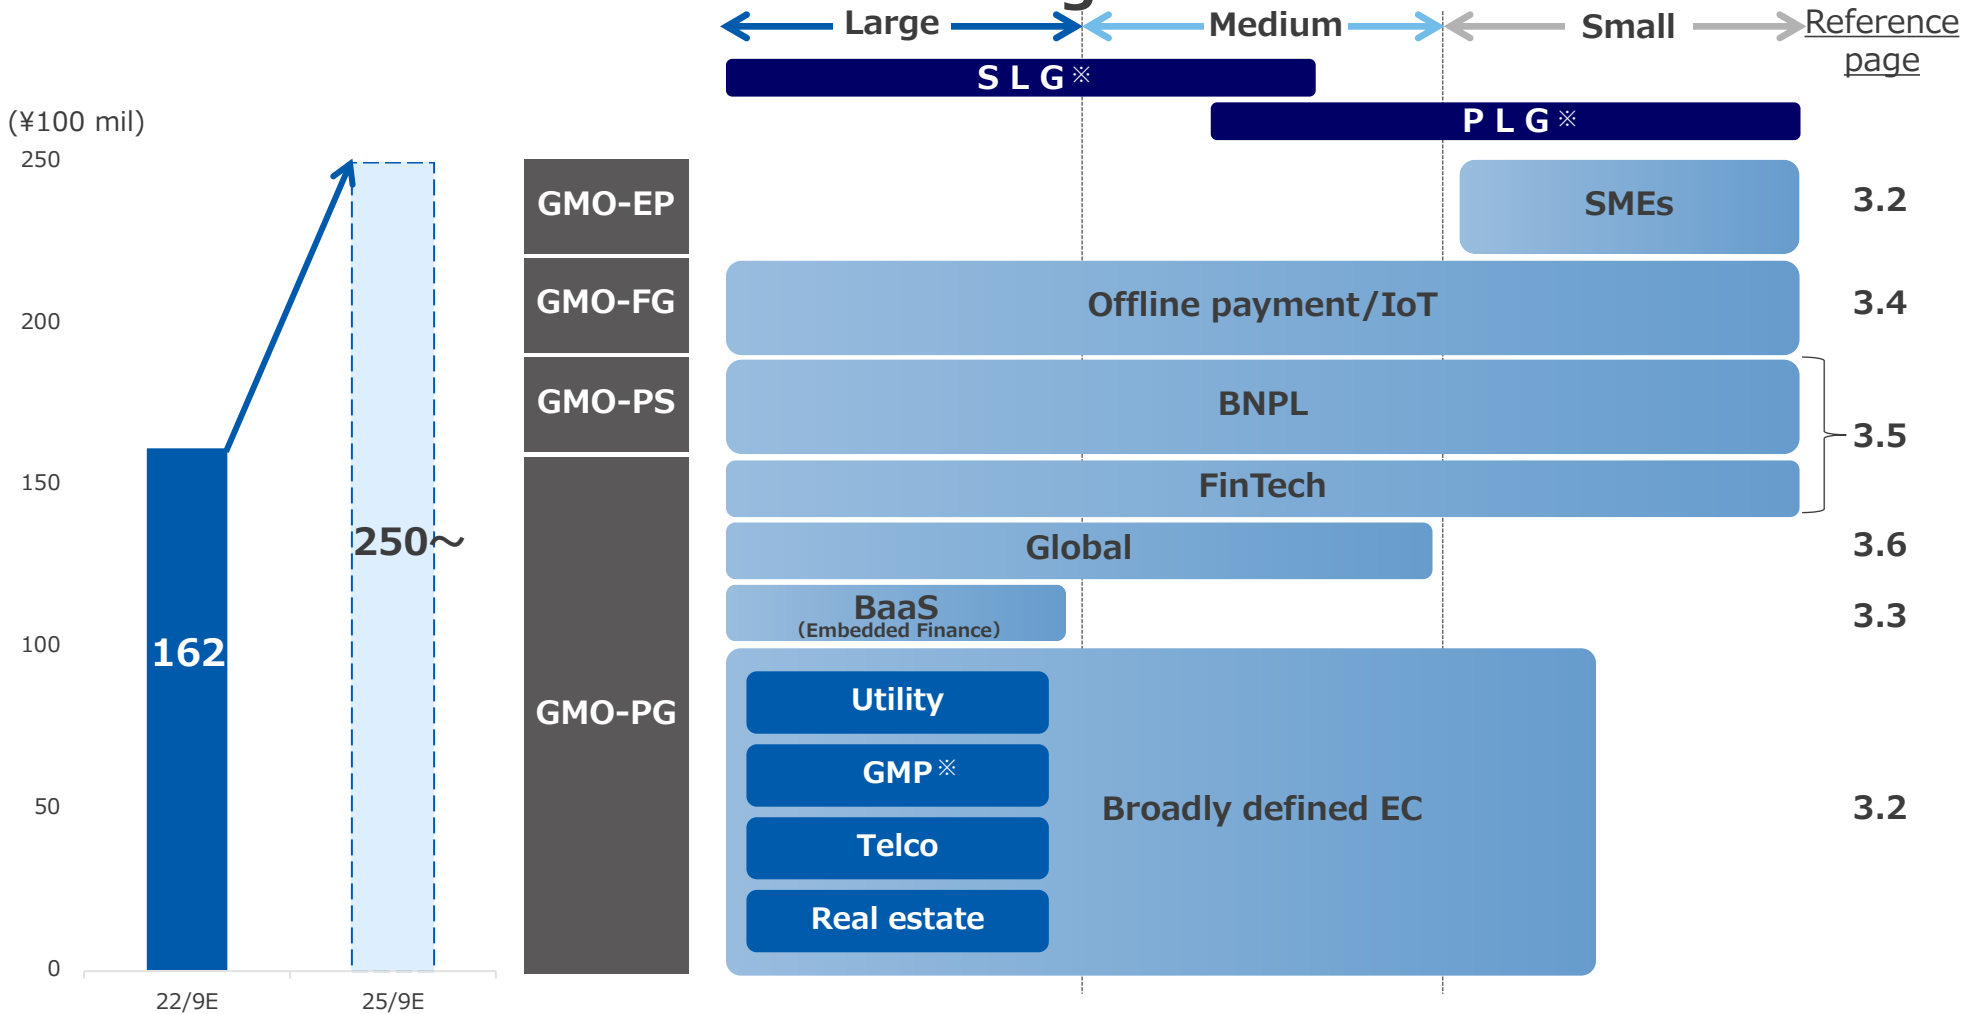 Large
Medium
Small
Reference
page
S L G※
P L G※
(¥100 mil)
250
200
150
100
50
0
162
250～
22/9E
25/9E
GMO-EP
SMEs
3.2
GMO-FG
Offline payment/IoT
3.4
GMO-PS
BNPL
3.5
FinTech
GMO-PG
Global
3.6
BaaS
(Embedded Finance)
3.3
Utility
GMP※
Telco
Real estate
Broadly defined EC
3.2